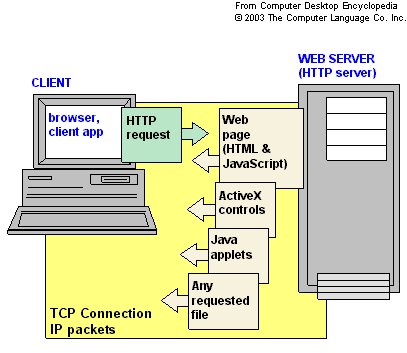 From Computer Desktop Encyclopedia
© 2003 The Computer Language Co. Inc.
WEB SERVER
(HTTP server)
CLIENT
browser,
client app
HTTP
request
Web
page
(HTML &
JavaScript)
ActiveX
controls
Java
applets
Any
requested
file
TCP Connection
IP packets